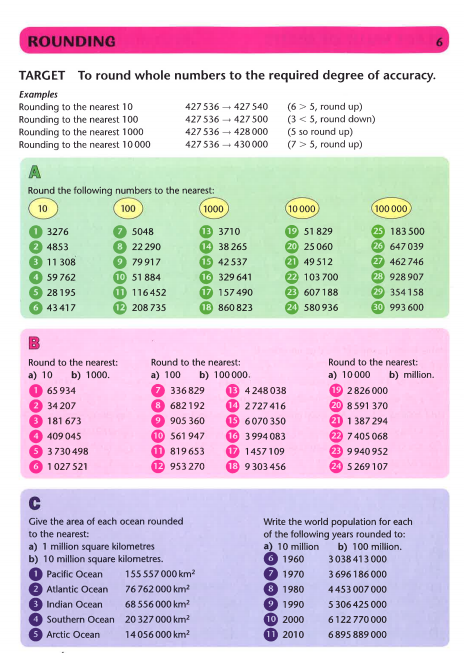 ROUNDING 6
TARGET To round whole numbers to the required degree of accuracy.
Examples
Rounding to the nearest 10 427 536 → 427 540 (6 > 5, round up)
Rounding to the nearest 100 427 536 → 427 500 (3 < 5, round down)
Rounding to the nearest 1000 427 536 → 428 000 (5 so round up)
Rounding to the nearest 10 000 427 536 → 430 000 (7 > 5, round up)
A
Round the following numbers to the nearest:
10 100 1000 10 000 100 000
1 3276 7 5048 13 3710 19 51 829 25 183 500
2 4853 8 22 290 14 38 265 20 25 060 26 647 039
3 11 308 9 79 917 15 42 537 21 49 512 27 462 746
4 59 762 10 51 884 16 329 641 22 103 700 28 928 907
5 28 195 11 116 452 17 157 490 23 607 188 29 354 158
6 43 417 12 208 735 18 860 823 24 580 936 30 993 600
B
Round to the nearest: Round to the nearest: Round to the nearest:
a) 10 b) 1000. a) 100 b) 100 000. a) 10 000 b) million.
1 65 934 7 336 829 13 4 248 038 19 2 826 000
2 34 207 8 682 192 14 2 727 416 20 8 591 370
3 181 673 9 905 360 15 6 070 350 21 1 387 294
4 409 045 10 561 947 16 3 994 083 22 7 405 068
5 3 730 498 11 819 653 17 1 457 109 23 9 940 952
6 1 027 521 12 953 270 18 9 303 456 24 5 269 107
C
Give the area of each ocean rounded
to the nearest:
a) 1 million square kilometres
b) 10 million square kilometres.
1 Pacific Ocean 155 557 000 km²
2 Atlantic Ocean 76 762 000 km²
3 Indian Ocean 68 556 000 km²
4 Southern Ocean 20 327 000 km²
5 Arctic Ocean 14 056 000 km²
Write the world population for each
of the following years rounded to:
a) 10 million b) 100 million.
6 1960 3 038 413 000
7 1970 3 696 186 000
8 1980 4 453 007 000
9 1990 5 306 425 000
10 2000 6 122 770 000
11 2010 6 895 889 000